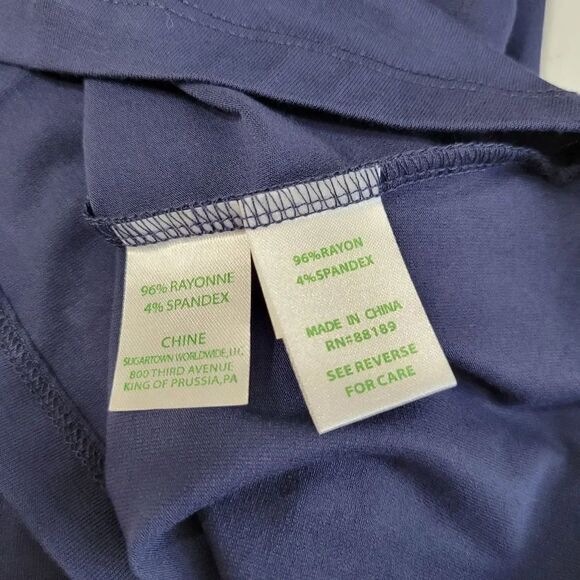 96% RAYONNE
4% SPANDEX
CHINE
SUGARTOWN WORLDWIDE, LLC
800 THIRD AVENUE
KING OF PRUSSIA, PA
96%RAYON
4%SPANDEX
MADE IN CHINA
RN#88189
SEE REVERSE
FOR CARE